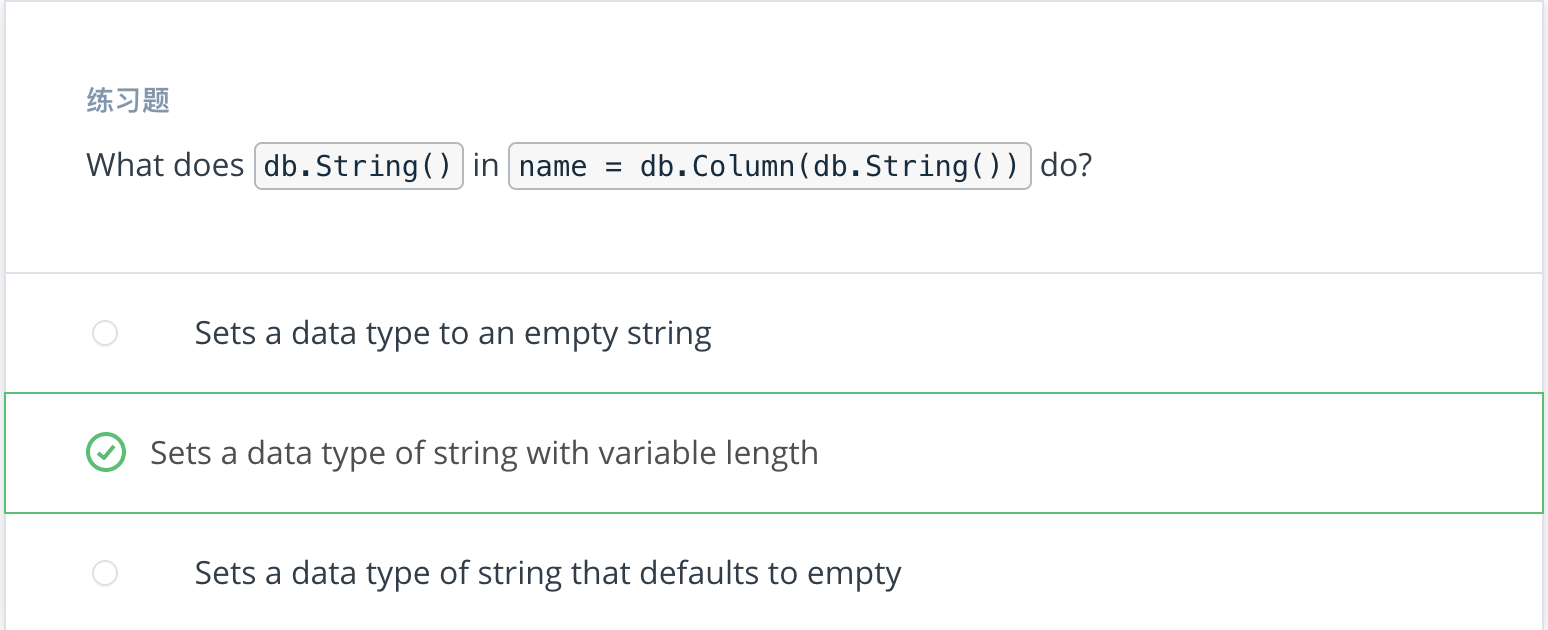 练习题
What does db.String() in name = db.Column(db.String()) do?
Sets a data type to an empty string
Sets a data type of string with variable length
Sets a data type of string that defaults to empty